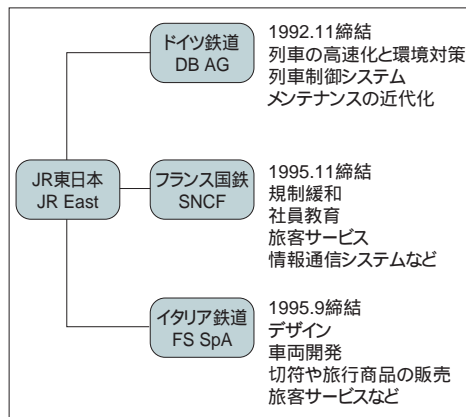 JR東日本
JR East
ドイツ鉄道
DB AG
1992.11締結
列車の高速化と環境対策
列車制御システム
メンテナンスの近代化
フランス国鉄
SNCF
1995.11締結
規制緩和
社員教育
旅客サービス
情報通信システムなど
イタリア鉄道
FS SpA
1995.9締結
デザイン
車両開発
切符や旅行商品の販売
旅客サービスなど